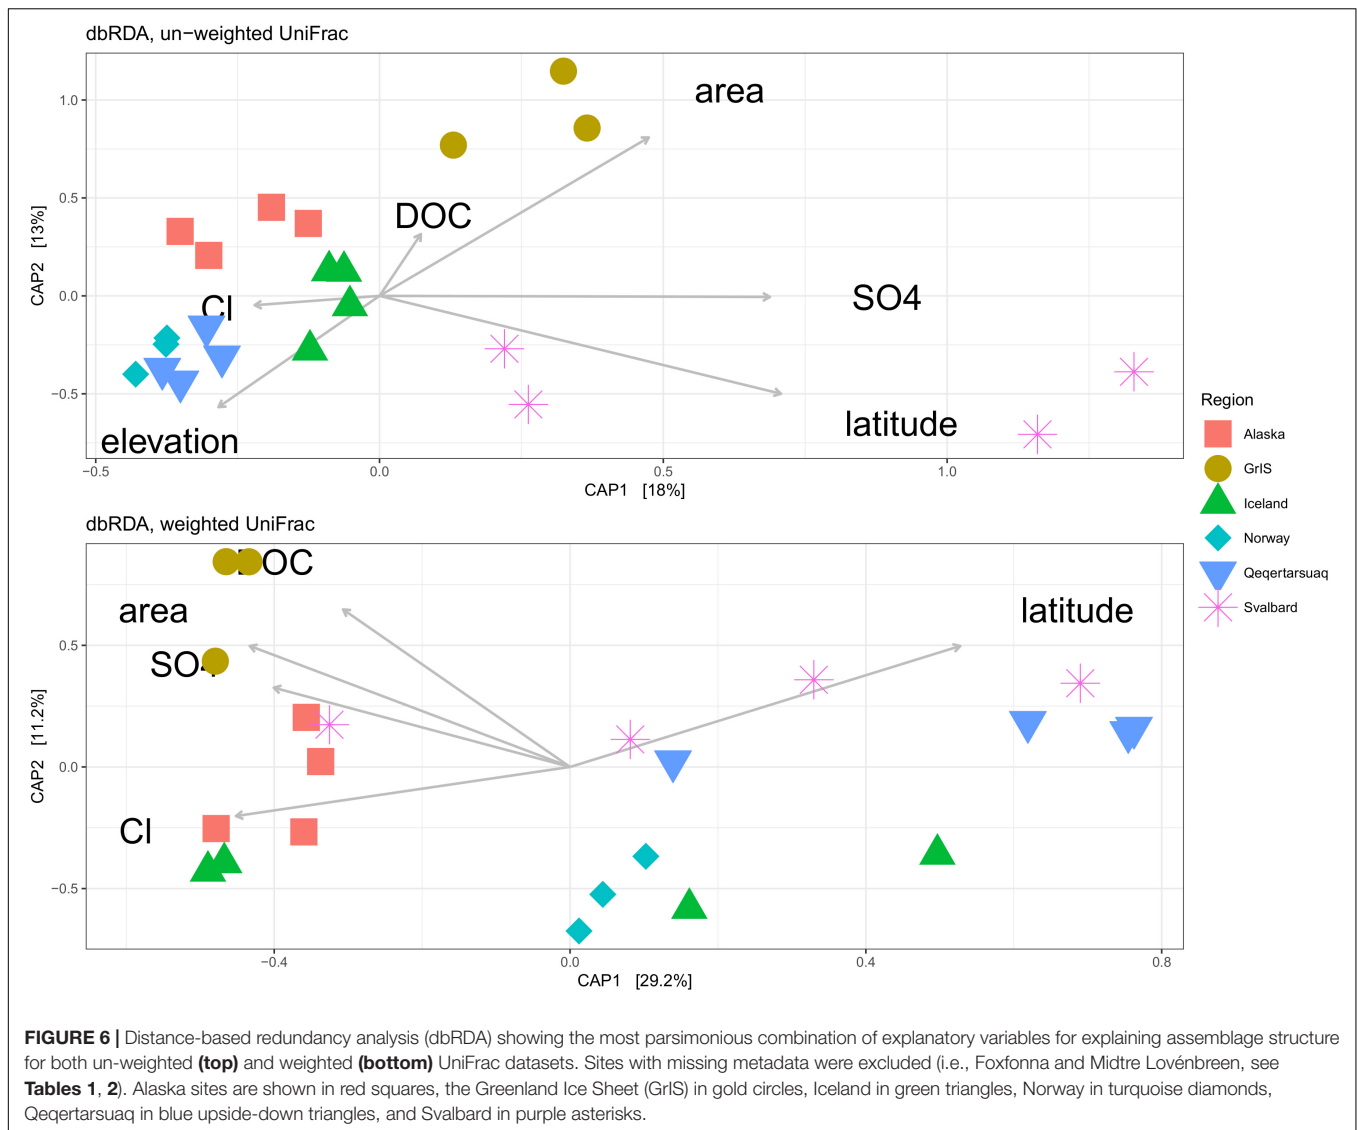 dbRDA, un−weighted UniFrac
area
DOC
Cl
SO4
latitude
elevation
1.0
0.5
0.0
−0.5
CAP2 [13%]
−0.5
0.0
0.5
1.0
CAP1 [18%]
dbRDA, weighted UniFrac
DOC
area
latitude
SO4
Cl
0.5
0.0
−0.5
CAP2 [11.2%]
−0.4
0.0
0.4
0.8
CAP1 [29.2%]
Region
Alaska
GrIS
Iceland
Norway
Qeqertarsuaq
Svalbard
FIGURE 6 | Distance-based redundancy analysis (dbRDA) showing the most parsimonious combination of explanatory variables for explaining assemblage structure
for both un-weighted (top) and weighted (bottom) UniFrac datasets. Sites with missing metadata were excluded (i.e., Foxfonna and Midtre Lovénbreen, see
Tables 1, 2). Alaska sites are shown in red squares, the Greenland Ice Sheet (GrIS) in gold circles, Iceland in green triangles, Norway in turquoise diamonds,
Qeqertarsuaq in blue upside-down triangles, and Svalbard in purple asterisks.